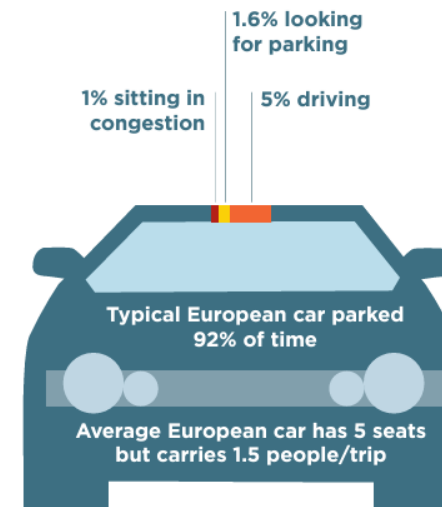 1.6% looking
for parking
1% sitting in
congestion
5% driving
Typical European car parked
92% of time
Average European car has 5 seats
but carries 1.5 people/trip